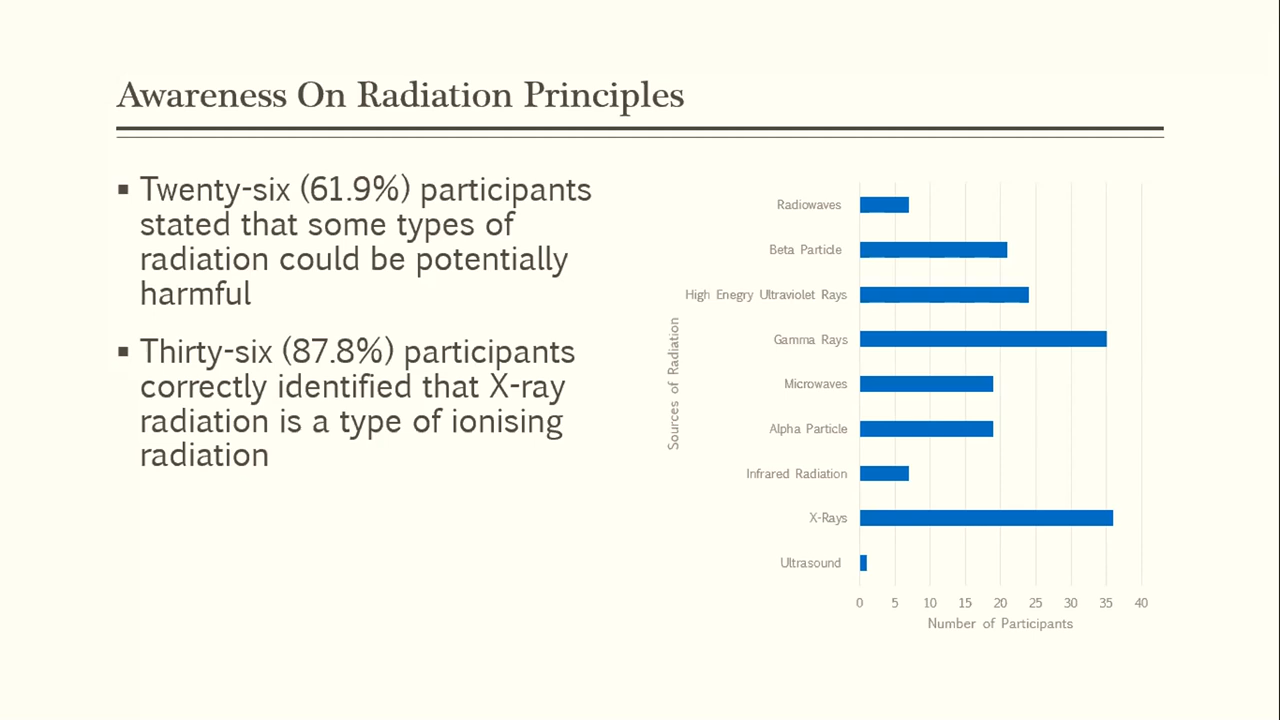 Awareness On Radiation Principles
▪ Twenty-six (61.9%) participants
stated that some types of
radiation could be potentially
harmful
▪ Thirty-six (87.8%) participants
correctly identified that X-ray
radiation is a type of ionising
radiation
Sources of Radiation
Radiowaves
Beta Particle
High Enegry Ultraviolet Rays
Gamma Rays
Microwaves
Alpha Particle
Infrared Radiation
X-Rays
Ultrasound
0 5 10 15 20 25 30 35 40
Number of Participants